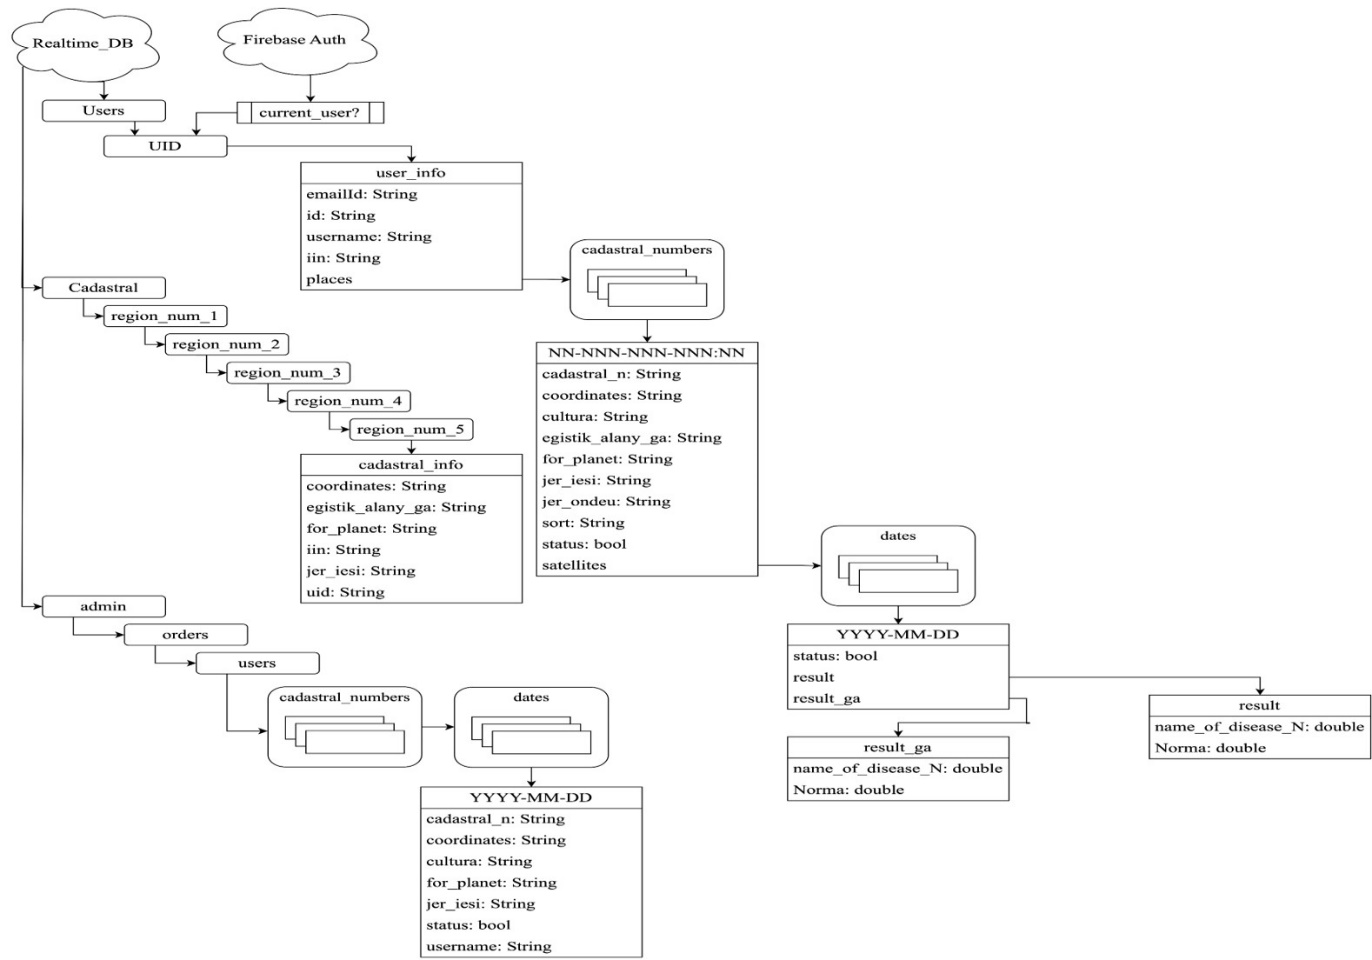 Realtime_DB
Firebase Auth
Users
current_user?
UID
user_info
emailId: String
id: String
username: String
iin: String
places
cadastral_numbers
Cadastral
region_num_1
region_num_2
region_num_3
region_num_4
region_num_5
cadastral_info
coordinates: String
egistik_alany_ga: String
for_planet: String
iin: String
jer_iesi: String
uid: String
NN-NNN-NNN-NNN:NN
cadastral_n: String
coordinates: String
cultura: String
egistik_alany_ga: String
for_planet: String
jer_iesi: String
jer_ondeu: String
sort: String
status: bool
satellites
dates
YYYY-MM-DD
status: bool
result
result_ga
result
name_of_disease_N: double
Norma: double
result_ga
name_of_disease_N: double
Norma: double
admin
orders
users
cadastral_numbers
dates
YYYY-MM-DD
cadastral_n: String
coordinates: String
cultura: String
for_planet: String
jer_iesi: String
status: bool
username: String